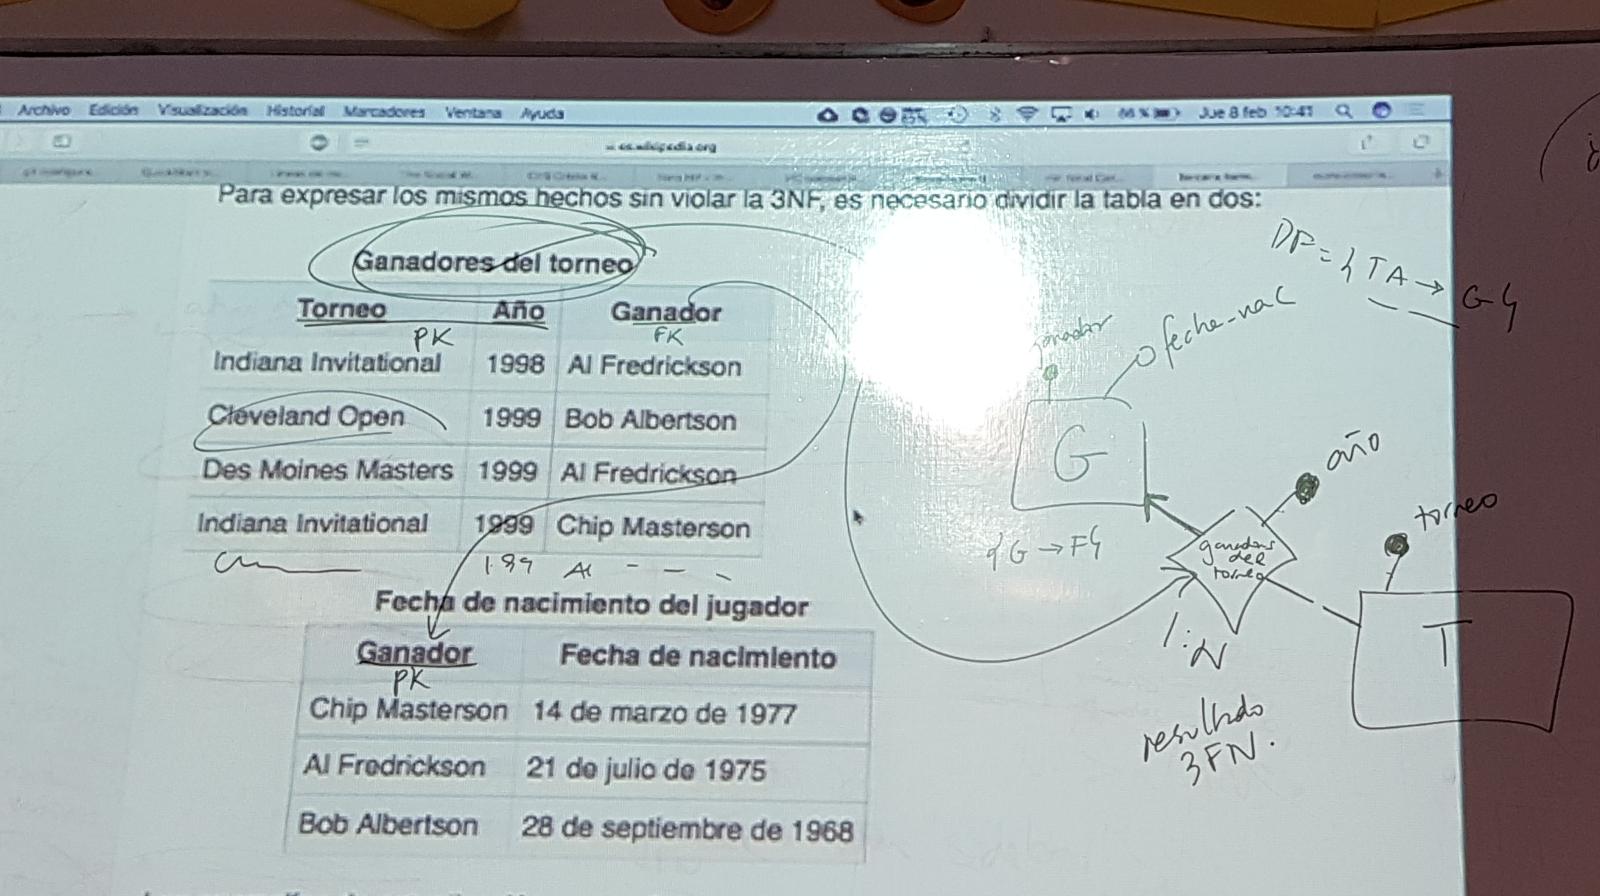 Archivo Edición Visualización Historial Marcadores Ventana Ayuda
Jue 8 feb 10:41
es.wikipedia.org
Para expresar los mismos hechos sin violar la 3NF, es necesario dividir la tabla en dos:
Ganadores del torneo
Torneo Año Ganador
PK FK
Indiana Invitational 1998 Al Fredrickson
Cleveland Open 1999 Bob Albertson
Des Moines Masters 1999 Al Fredrickson
Indiana Invitational 1999 Chip Masterson
Fecha de nacimiento del jugador
Ganador Fecha de nacimiento
PK
Chip Masterson 14 de marzo de 1977
Al Fredrickson 21 de julio de 1975
Bob Albertson 28 de septiembre de 1968
DF = { TA → G }
ganador
fecha_nac
G
{ G → F }
año
torneo
ganadores
del
torneo
T
1:N
resultado
3FN.